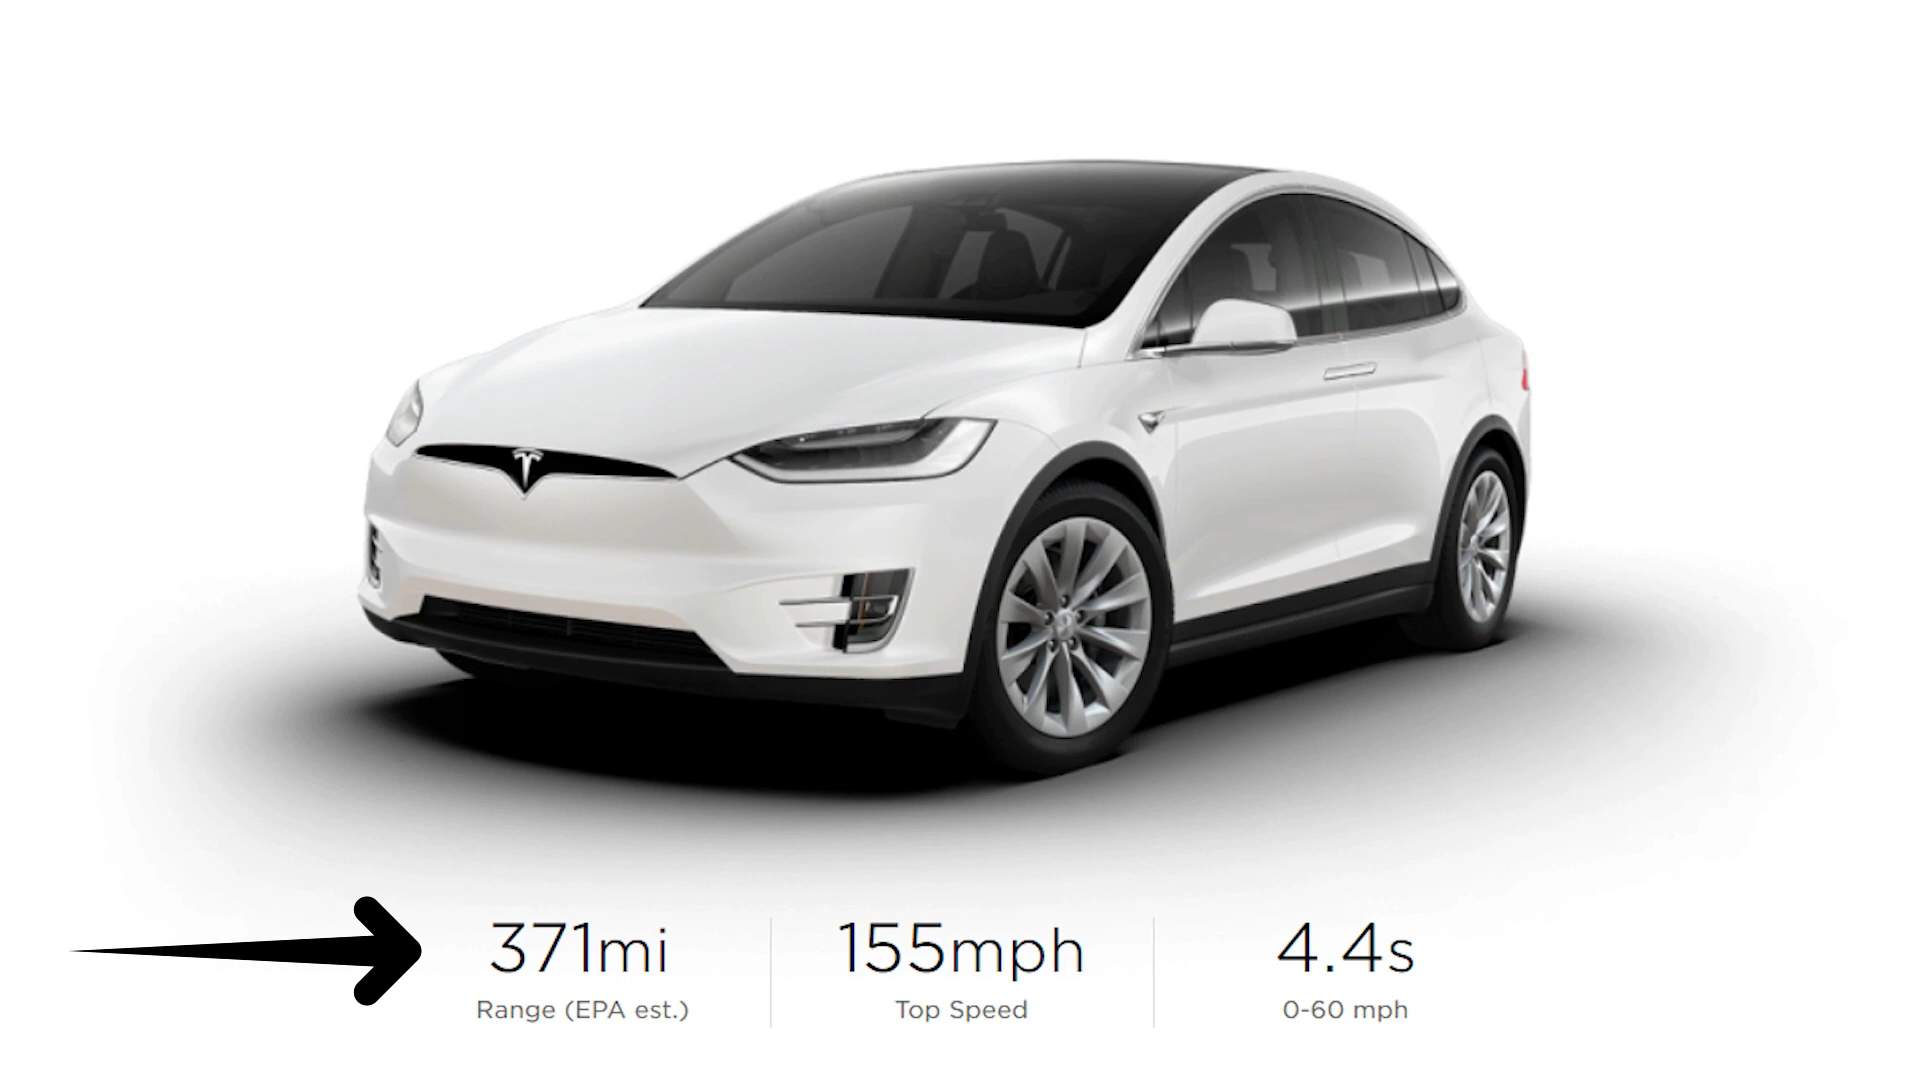 371mi
Range (EPA est.)
155mph
Top Speed
4.4s
0-60 mph